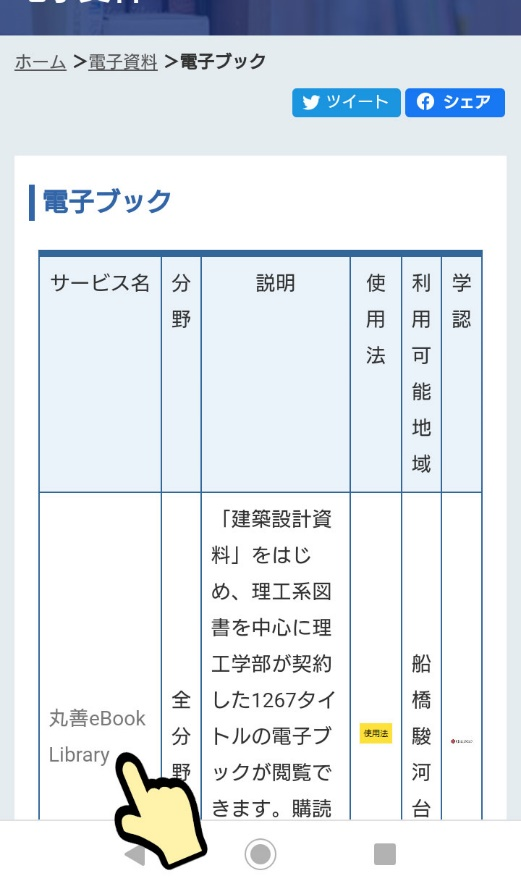 ホーム >電子資料 >電子ブック
ツイート
シェア
電子ブック
サービス名
分
野
説明
使
用
法
利
用
可
能
地
域
学
認
丸善eBook
Library
全
分
野
「建築設計資
料」をはじ
め、理工系図
書を中心に理
工学部が契約
した1267タイ
トルの電子ブ
ックが閲覧で
きます。購読
使用法
船
橋
駿
河
台